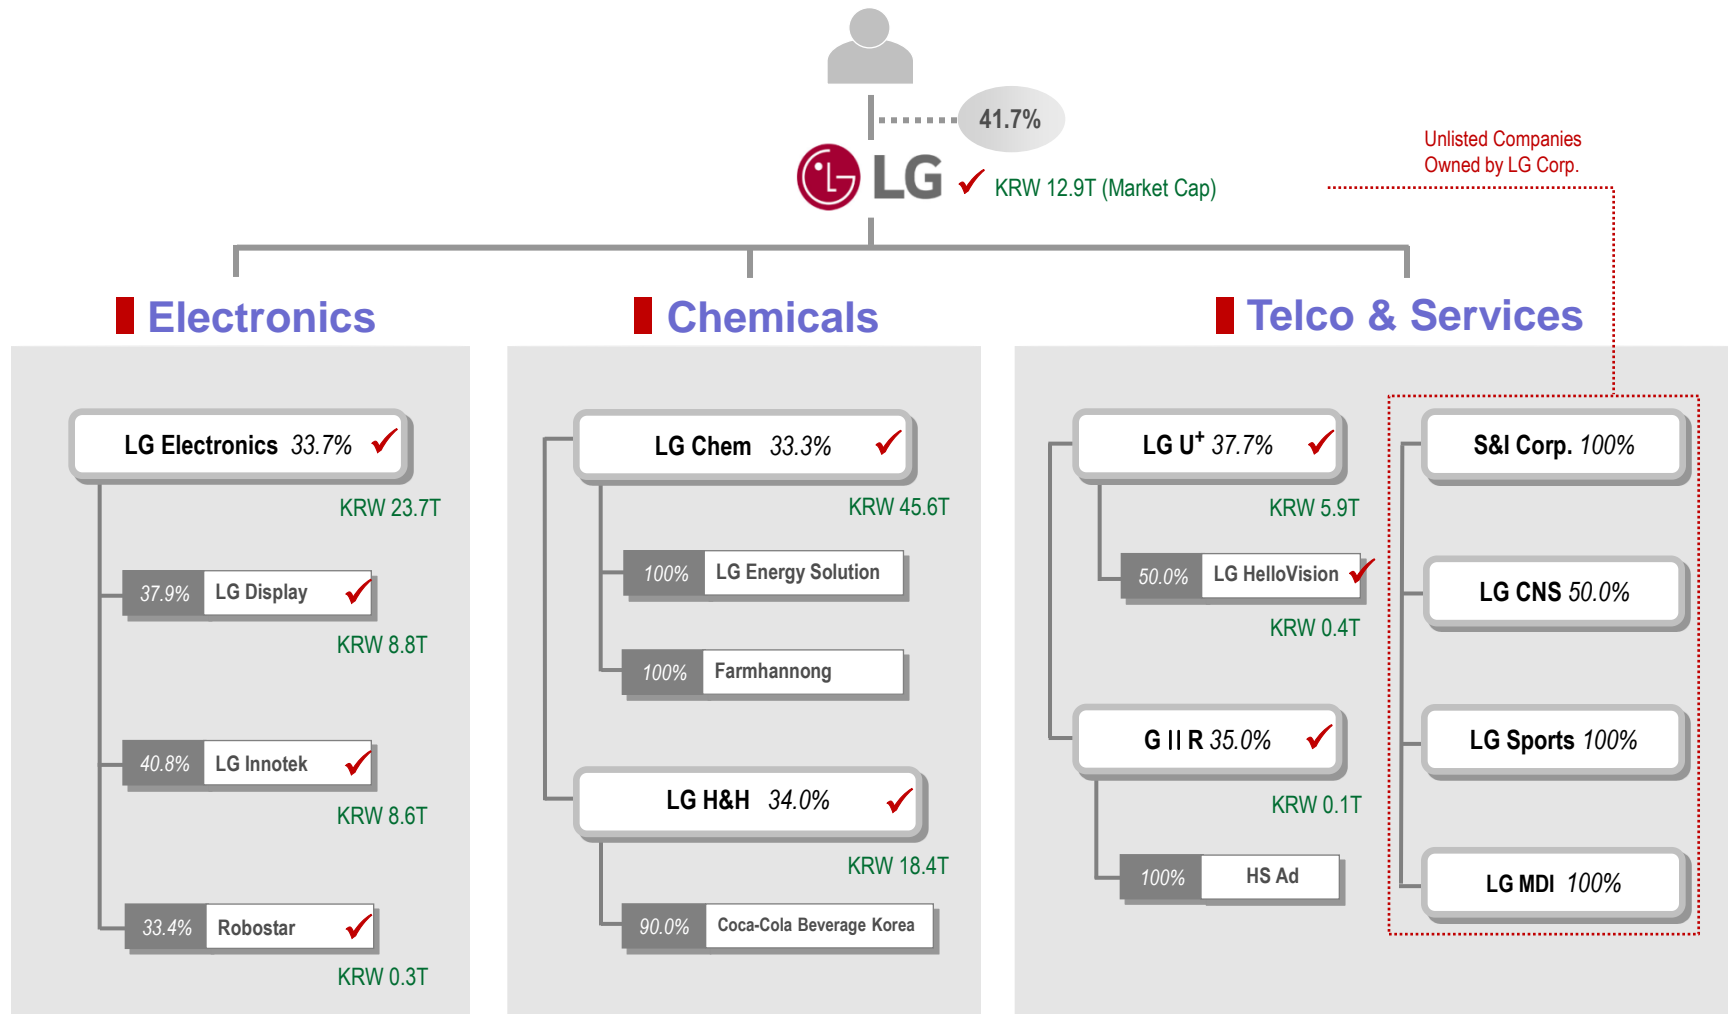 41.7%
LG
KRW 12.9T (Market Cap)
Unlisted Companies
Owned by LG Corp.
Electronics
LG Electronics 33.7%
KRW 23.7T
37.9% LG Display
KRW 8.8T
40.8% LG Innotek
KRW 8.6T
33.4% Robostar
KRW 0.3T
Chemicals
LG Chem 33.3%
KRW 45.6T
100% LG Energy Solution
100% Farmhannong
LG H&H 34.0%
KRW 18.4T
90.0% Coca-Cola Beverage Korea
Telco & Services
LG U+ 37.7%
KRW 5.9T
50.0% LG HelloVision
KRW 0.4T
G II R 35.0%
KRW 0.1T
100% HS Ad
S&I Corp. 100%
LG CNS 50.0%
LG Sports 100%
LG MDI 100%